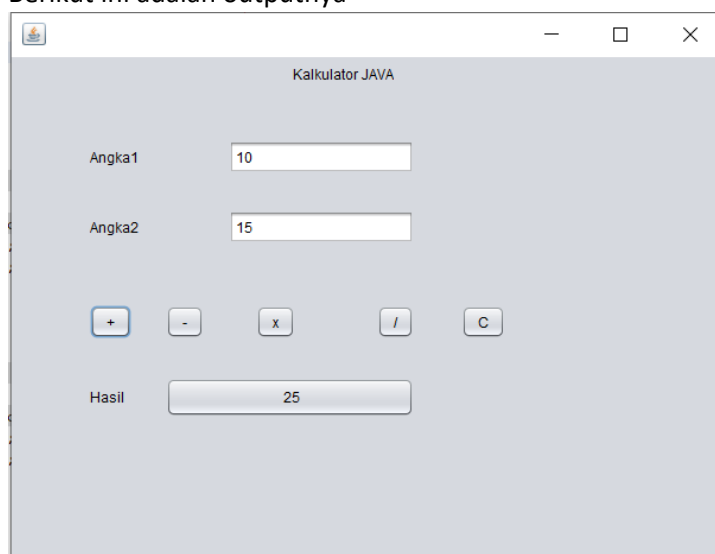 Berikut ini adalah outputnya
Kalkulator JAVA
Angka1 10
Angka2 15
+ - x / C
Hasil 25